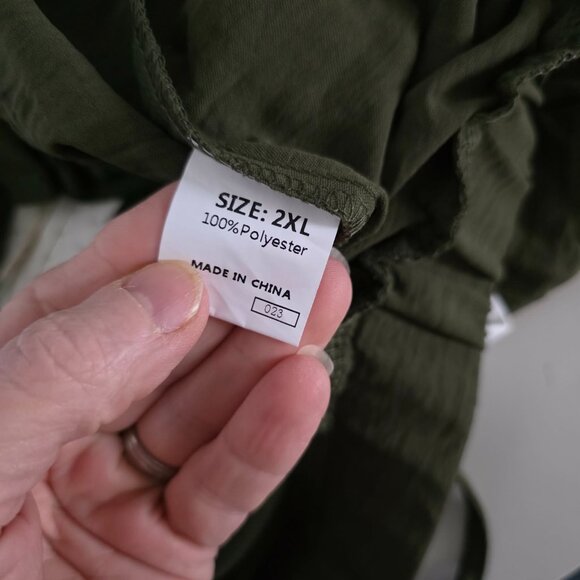 SIZE: 2XL
100%Polyester
MADE IN CHINA
023